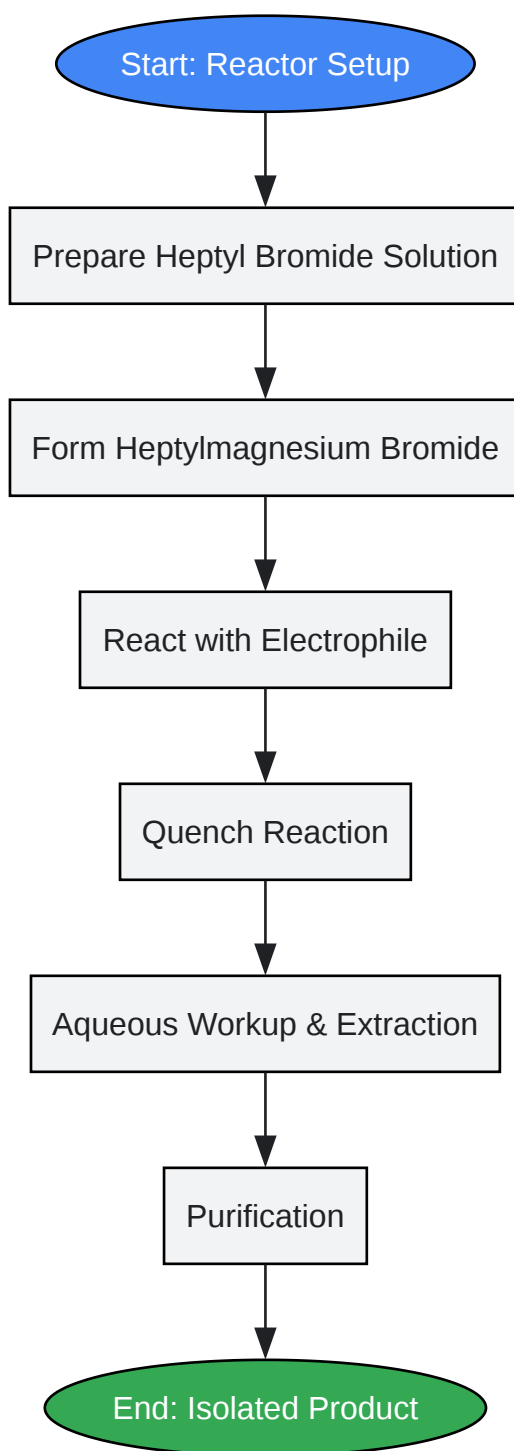 Start: Reactor Setup
Prepare Heptyl Bromide Solution
Form Heptylmagnesium Bromide
React with Electrophile
Quench Reaction
Aqueous Workup & Extraction
Purification
End: Isolated Product